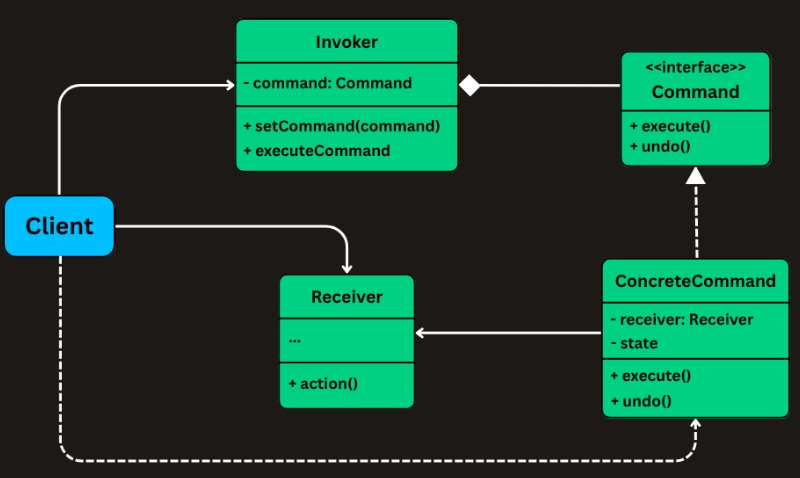 Invoker
- command: Command
+ setCommand(command)
+ executeCommand
<<interface>>
Command
+ execute()
+ undo()
Client
Receiver
...
+ action()
ConcreteCommand
- receiver: Receiver
- state
+ execute()
+ undo()